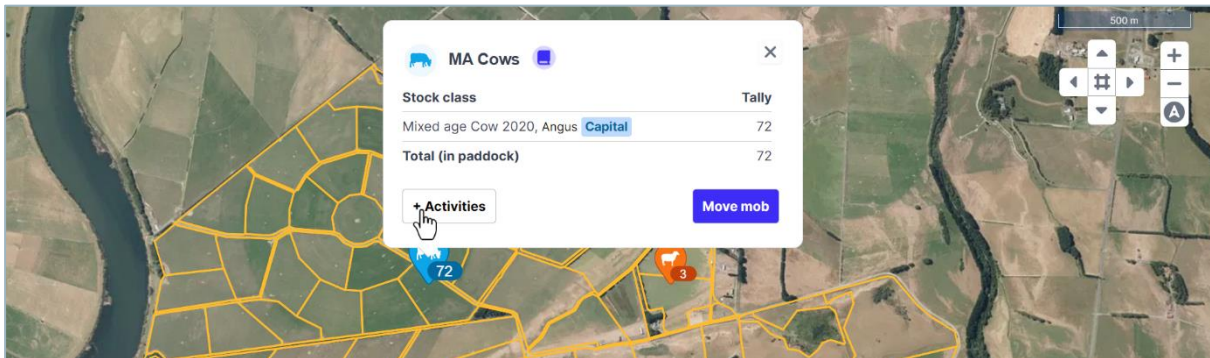 500 m
MA Cows
Stock class Tally
Mixed age Cow 2020, Angus Capital 72
Total (in paddock) 72
+ Activities Move mob
A
72
3